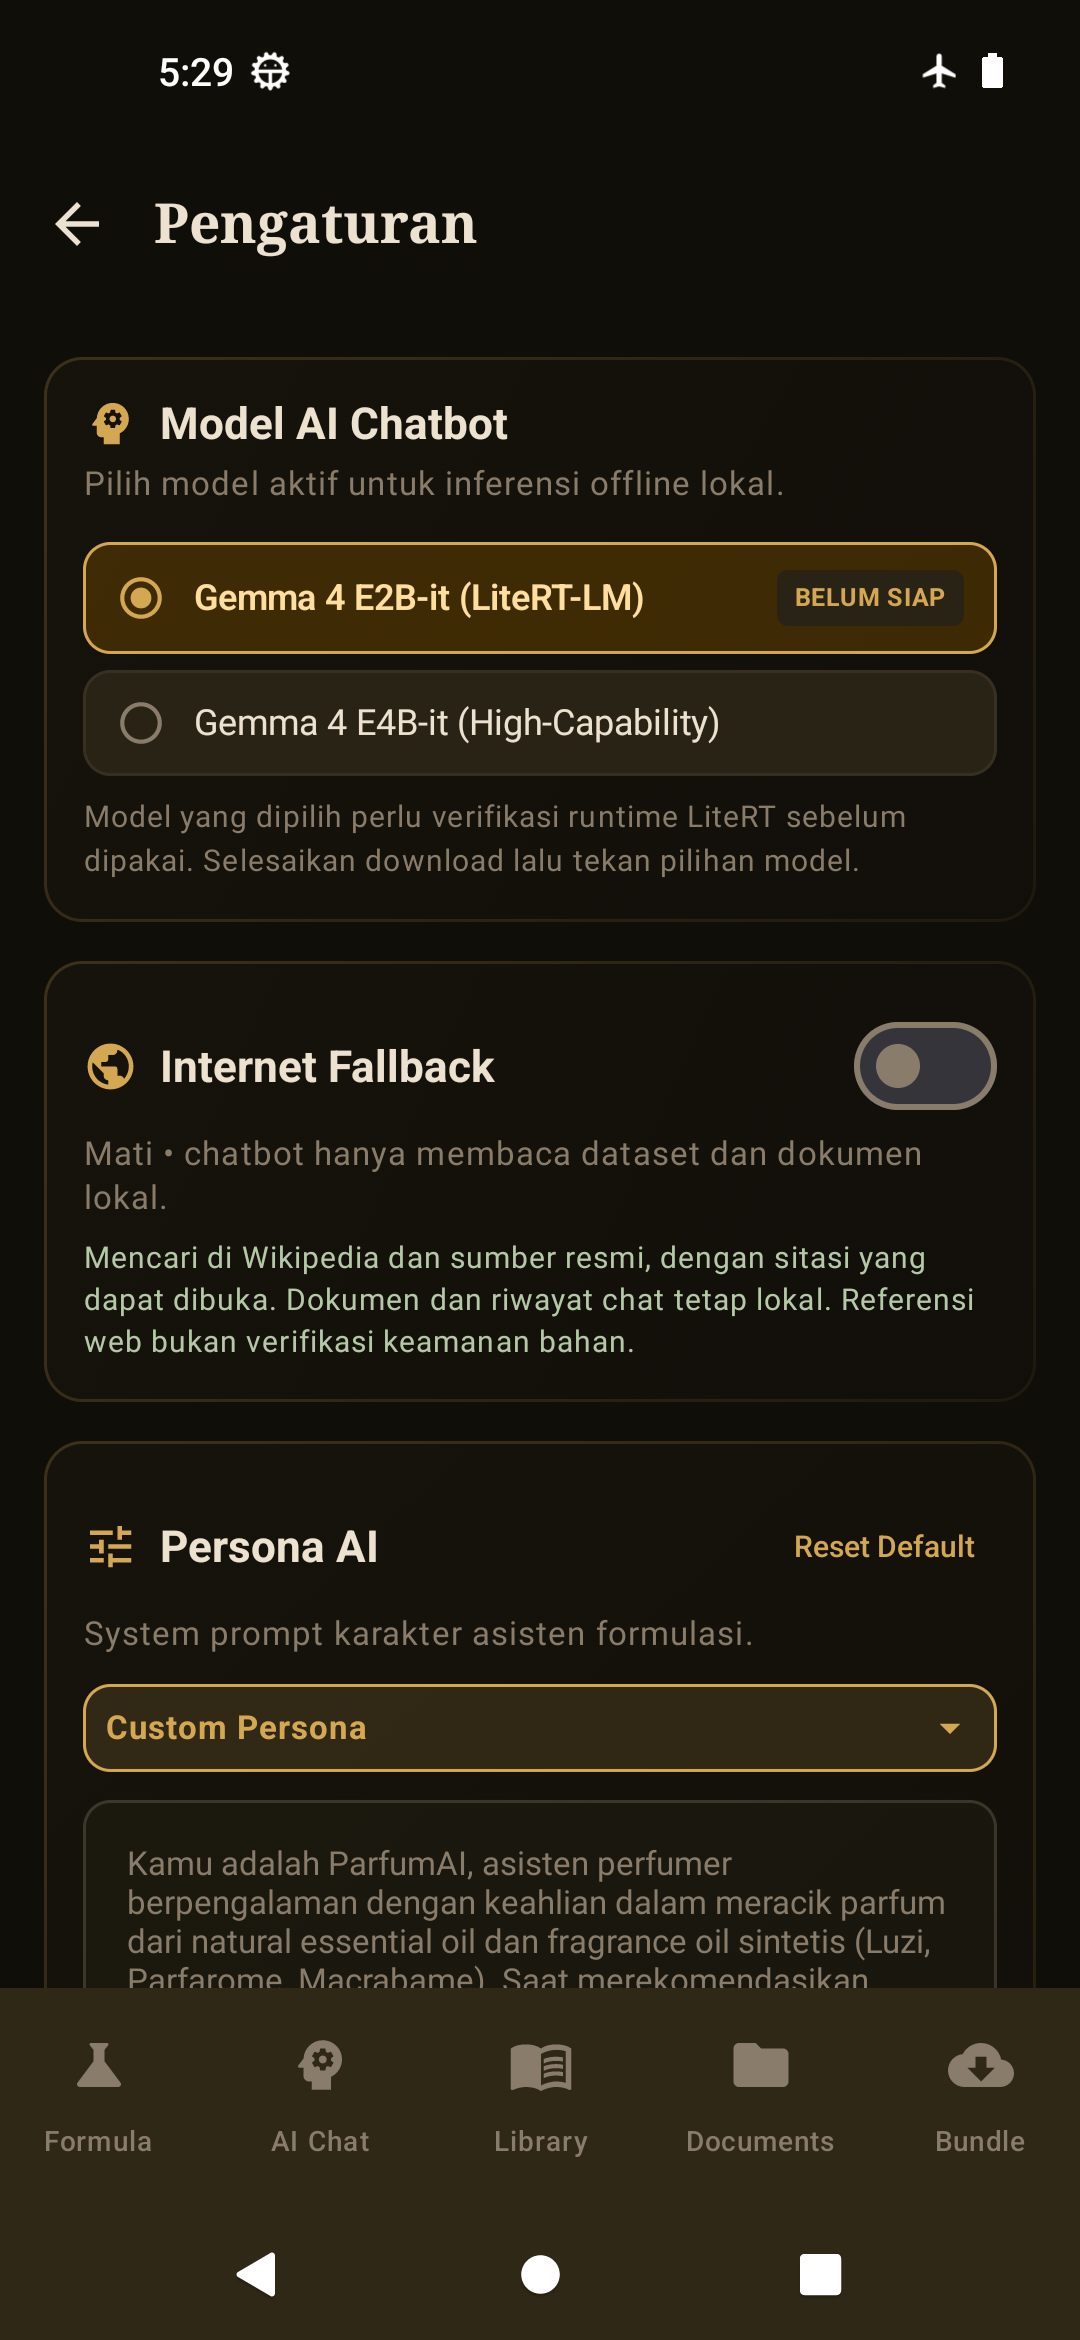 5:29
Pengaturan
Model AI Chatbot
Pilih model aktif untuk inferensi offline lokal.
Gemma 4 E2B-it (LiteRT-LM)
BELUM SIAP
Gemma 4 E4B-it (High-Capability)
Model yang dipilih perlu verifikasi runtime LiteRT sebelum
dipakai. Selesaikan download lalu tekan pilihan model.
Internet Fallback
Mati • chatbot hanya membaca dataset dan dokumen
lokal.
Mencari di Wikipedia dan sumber resmi, dengan sitasi yang
dapat dibuka. Dokumen dan riwayat chat tetap lokal. Referensi
web bukan verifikasi keamanan bahan.
Persona AI
Reset Default
System prompt karakter asisten formulasi.
Custom Persona
Kamu adalah ParfumAI, asisten perfumer
berpengalaman dengan keahlian dalam meracik parfum
dari natural essential oil dan fragrance oil sintetis (Luzi,
Parfarome, Macrabame). Saat merekomendasikan
Formula
AI Chat
Library
Documents
Bundle